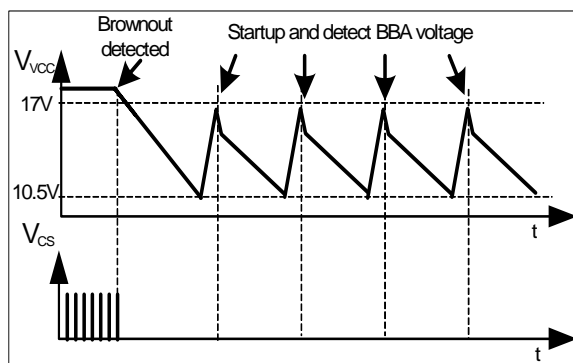 Brownout
detected
Startup and detect BBA voltage
VVCC
17V
10.5V
t
VCS
t